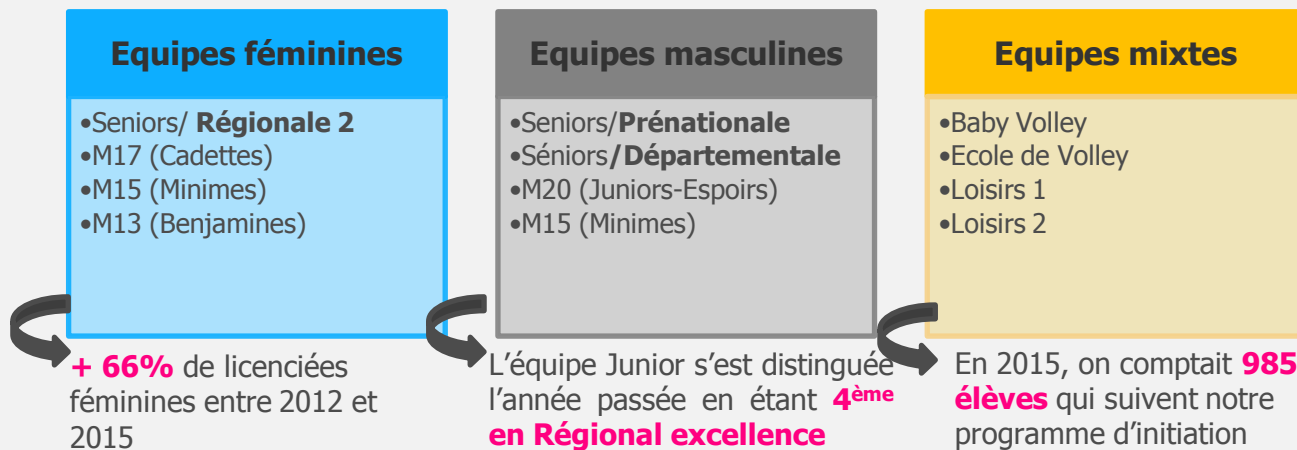 Equipes féminines
•Seniors/ Régionale 2
•M17 (Cadettes)
•M15 (Minimes)
•M13 (Benjamines)
+ 66% de licenciées
féminines entre 2012 et
2015
Equipes masculines
•Seniors/Prénationale
•Séniors/Départementale
•M20 (Juniors-Espoirs)
•M15 (Minimes)
L’équipe Junior s’est distinguée
l’année passée en étant 4ème
en Régional excellence
Equipes mixtes
•Baby Volley
•Ecole de Volley
•Loisirs 1
•Loisirs 2
En 2015, on comptait 985
élèves qui suivent notre
programme d’initiation